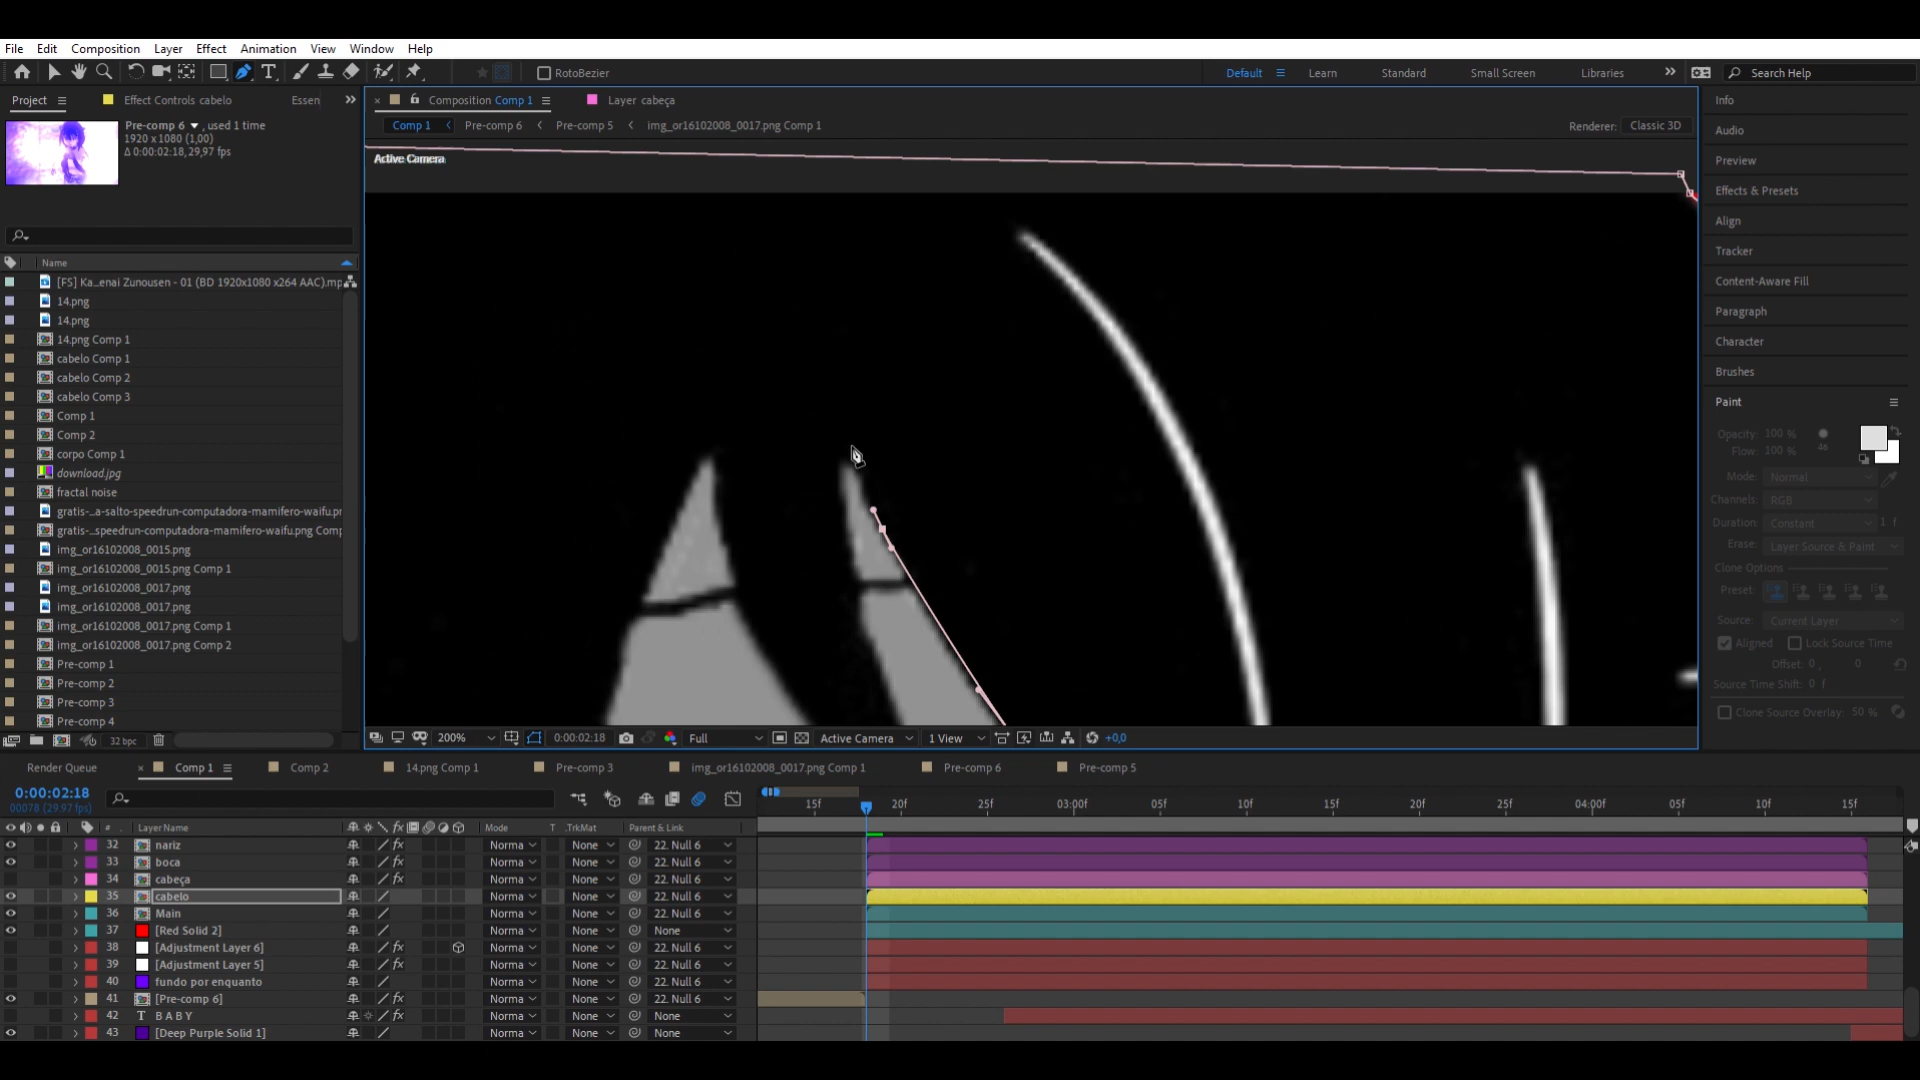 File Edit Composition Layer Effect Animation View Window Help
RotoBezier
Default Learn Standard Small Screen Libraries Search Help
Project Effect Controls cabelo Essen
Composition Comp 1 Layer cabeça
Info
Pre-comp 6 , used 1 time
1920 x 1080 (1,00)
Δ 0:00:02:18, 29,97 fps
Comp 1 Pre-comp 6 Pre-comp 5 img_or16102008_0017.png Comp 1
Renderer: Classic 3D
Active Camera
Audio
Preview
Effects & Presets
Align
Tracker
Content-Aware Fill
Paragraph
Character
Brushes
Paint
Opacity: 100 %
Flow: 100 %
46
Mode: Normal
Channels: RGB
Duration: Constant 1 f
Erase: Layer Source & Paint
Clone Options
Preset:
Source: Current Layer
Aligned Lock Source Time
Offset: 0 , 0
Source Time Shift: 0 f
Clone Source Overlay: 50 %
Name
[FS] Ka...enai Zunousen - 01 (BD 1920x1080 x264 AAC).mp
14.png
14.png
14.png Comp 1
cabelo Comp 1
cabelo Comp 2
cabelo Comp 3
Comp 1
Comp 2
corpo Comp 1
download.jpg
fractal noise
gratis-...a-salto-speedrun-computadora-mamifero-waifu.pn
gratis-...speedrun-computadora-mamifero-waifu.png Comp
img_or16102008_0015.png
img_or16102008_0015.png Comp 1
img_or16102008_0017.png
img_or16102008_0017.png
img_or16102008_0017.png Comp 1
img_or16102008_0017.png Comp 2
Pre-comp 1
Pre-comp 2
Pre-comp 3
Pre-comp 4
32 bpc
200% 0:00:02:18 Full Active Camera 1 View +0,0
Render Queue Comp 1 Comp 2 14.png Comp 1 Pre-comp 3 img_or16102008_0017.png Comp 1 Pre-comp 6 Pre-comp 5
0:00:02:18
00078 (29.97 fps)
15f 20f 25f 03:00f 05f 10f 15f 20f 25f 04:00f 05f 10f 15f
# Layer Name Mode T .TrkMat Parent & Link
32 nariz Norma None 22. Null 6
33 boca Norma None 22. Null 6
34 cabeça Norma None 22. Null 6
35 cabelo Norma None 22. Null 6
36 Main Norma None 22. Null 6
37 [Red Solid 2] Norma None None
38 [Adjustment Layer 6] Norma None 22. Null 6
39 [Adjustment Layer 5] Norma None 22. Null 6
40 fundo por enquanto Norma None 22. Null 6
41 [Pre-comp 6] Norma None 22. Null 6
42 T B A B Y Norma None None
43 [Deep Purple Solid 1] Norma None None